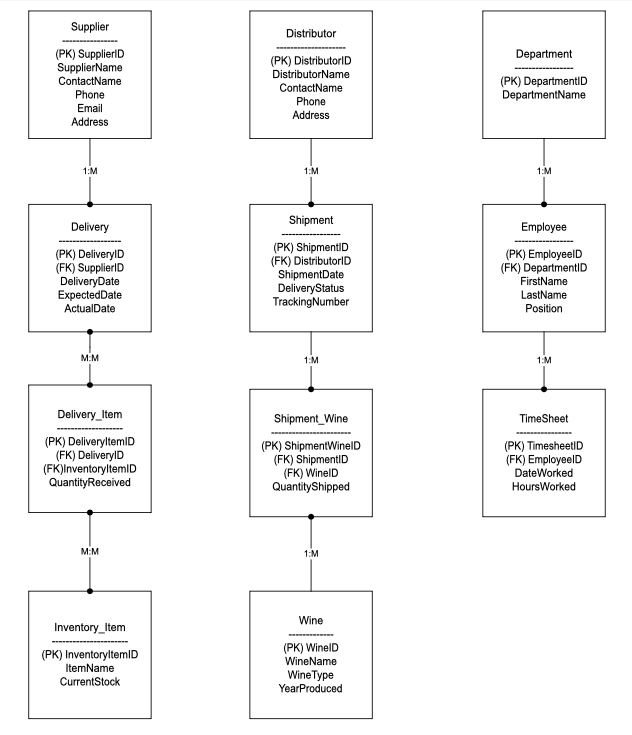 Supplier
----------------
(PK) SupplierID
SupplierName
ContactName
Phone
Email
Address
Distributor
--------------------
(PK) DistributorID
DistributorName
ContactName
Phone
Address
Department
-----------------
(PK) DepartmentID
DepartmentName
1:M
1:M
1:M
Delivery
------------------
(PK) DeliveryID
(FK) SupplierID
DeliveryDate
ExpectedDate
ActualDate
Shipment
-----------------
(PK) ShipmentID
(FK) DistributorID
ShipmentDate
DeliveryStatus
TrackingNumber
Employee
-----------------
(PK) EmployeeID
(FK) DepartmentID
FirstName
LastName
Position
M:M
1:M
1:M
Delivery_Item
-------------------
(PK) DeliveryItemID
(FK) DeliveryID
(FK)InventoryItemID
QuantityReceived
Shipment_Wine
-----------------------
(PK) ShipmentWineID
(FK) ShipmentID
(FK) WineID
QuantityShipped
TimeSheet
----------------
(PK) TimesheetID
(FK) EmployeeID
DateWorked
HoursWorked
M:M
1:M
Inventory_Item
----------------------
(PK) InventoryItemID
ItemName
CurrentStock
Wine
-------------
(PK) WineID
WineName
WineType
YearProduced